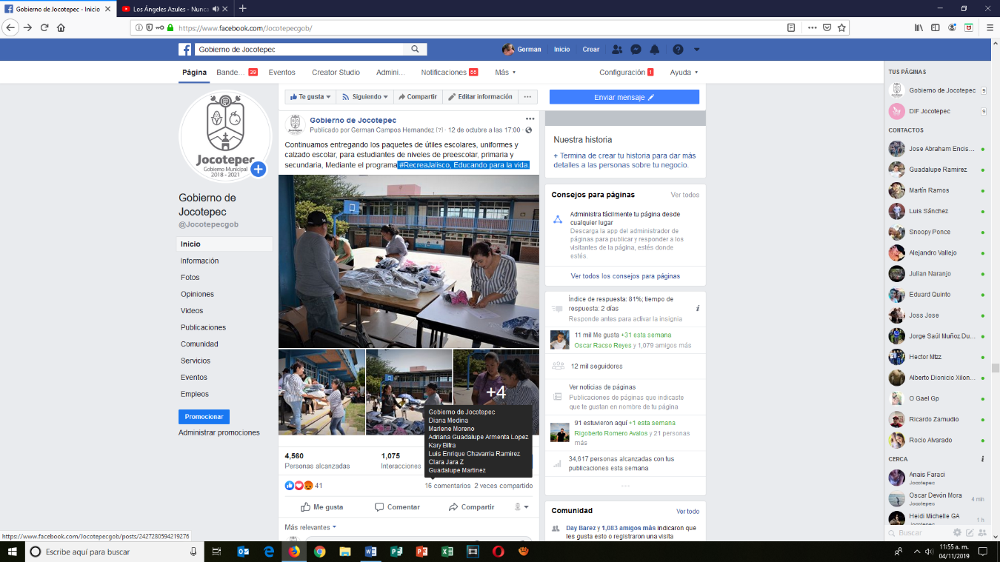 Gobierno de Jocotepec - Inicio
Los Ángeles Azules - Nunca
https://www.facebook.com/Jocotepecgob/
Gobierno de Jocotepec
German
Inicio
Crear
Página
Bande... 39
Eventos
Creator Studio
Admini...
Notificaciones 55
Más
Configuración 1
Ayuda
Jocotepec
Gobierno Municipal
2018 - 2021
Gobierno de
Jocotepec
@Jocotepecgob
Inicio
Información
Fotos
Opiniones
Videos
Publicaciones
Comunidad
Servicios
Eventos
Empleos
Promocionar
Administrar promociones
Te gusta
Siguiendo
Compartir
Editar información
Gobierno de Jocotepec
Publicado por German Campos Hernandez [?] · 12 de octubre a las 17:00 ·
Continuamos entregando los paquetes de útiles escolares, uniformes y
calzado escolar, para estudiantes de niveles de preescolar, primaria y
secundaria, Mediante el programa #RecreaJalisco, Educando para la vida
+4
Gobierno de Jocotepec
Diana Medina
Marlene Moreno
Adriana Guadalupe Armenta Lopez
Kary Bifra
Luis Enrique Chavarria Ramírez
Clara Jara Z
Guadalupe Martinez
4,560
Personas alcanzadas
1,075
Interacciones
41
16 comentarios 2 veces compartido
Me gusta
Comentar
Compartir
Más relevantes
Enviar mensaje
Nuestra historia
+ Termina de crear tu historia para dar más
detalles a las personas sobre tu negocio.
Consejos para páginas
Ver todos
Administra fácilmente tu página desde
cualquier lugar
Descarga la app del administrador de
páginas para publicar y responder a los
visitantes de la página, estés donde
estés.
Ver todos los consejos para páginas
Índice de respuesta: 81%; tiempo de
respuesta: 2 días
Responde antes para activar la insignia
11 mil Me gusta +31 esta semana
Oscar Racso Reyes y 1,079 amigos más
12 mil seguidores
Ver noticias de páginas
Publicaciones de páginas que indicaste
que te gustan en nombre de tu página
91 estuvieron aquí +1 esta semana
Rigoberto Romero Avalos y 21 personas
más
34,617 personas alcanzadas con tus
publicaciones esta semana
Comunidad
Ver todo
Day Barez y 1,083 amigos más indicaron que
les gusta esto o registraron una visita
TUS PÁGINAS
Gobierno de Jocotepec 9
DIF Jocotepec 9
CONTACTOS
Jose Abraham Encis...
Guadalupe Ramirez
Martín Ramos
Luis Sánchez
Snoopy Ponce
Alejandro Vallejo
Julian Naranjo
Eduard Quinto
Joss Jose
Jorge Saúl Muñoz Du...
Hector Mtzz
Alberto Dionicio Xilon...
O Gael Gp
Ricardo Zamudio
Rocio Alvarado
CERCA
Anais Faraci
Jocotepec
Oscar Devón Mora
Jocotepec
4 min
Heidi Michelle GA
Jocotepec
1 h
Buscar
https://www.facebook.com/Jocotepecgob/posts/2427280594219276
Escribe aquí para buscar
11:55 a. m.
04/11/2019